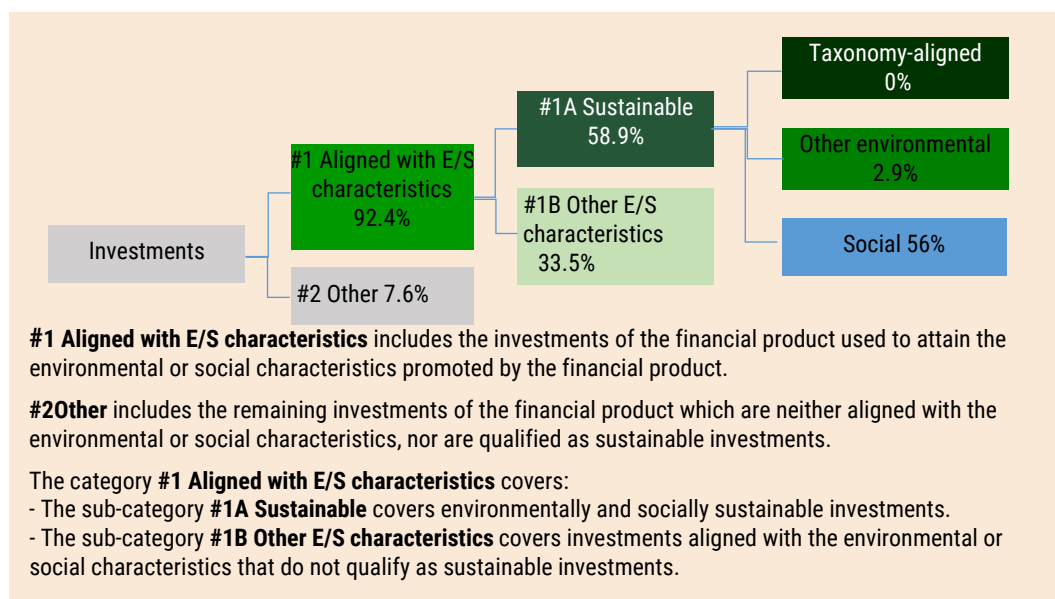 Taxonomy-aligned
0%
#1A Sustainable
58.9%
Other environmental
2.9%
#1 Aligned with E/S
characteristics
92.4%
#1B Other E/S
characteristics
33.5%
Investments
Social 56%
#2 Other 7.6%
#1 Aligned with E/S characteristics includes the investments of the financial product used to attain the
environmental or social characteristics promoted by the financial product.
#2Other includes the remaining investments of the financial product which are neither aligned with the
environmental or social characteristics, nor are qualified as sustainable investments.
The category #1 Aligned with E/S characteristics covers:
- The sub-category #1A Sustainable covers environmentally and socially sustainable investments.
- The sub-category #1B Other E/S characteristics covers investments aligned with the environmental or
social characteristics that do not qualify as sustainable investments.